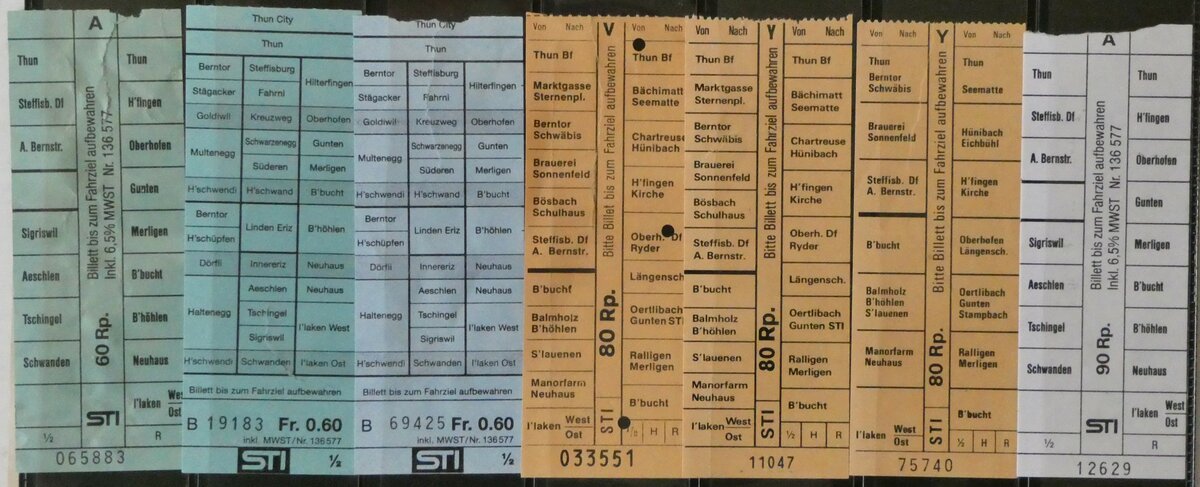 A
Thun
Steffisb. Df
A. Bernstr.
Sigriswil
Aeschlen
Tschingel
Schwanden
Billett bis zum Fahrziel aufbewahren
Inkl. 6,5% MWST Nr. 136 577
60 Rp.
STI
Thun
H'fingen
Oberhofen
Gunten
Merligen
B'bucht
B'höhlen
Neuhaus
I'laken West
Ost
½ R
065883
Thun City
Thun
Berntor Steffisburg Hilterfingen
Stägacker Fahrni
Goldiwil Kreuzweg Oberhofen
Multenegg Schwarzenegg Gunten
Süderen Merligen
H'schwendi H'schwand B'bucht
Berntor Linden Eriz B'höhlen
H'schüpfen
Dörfli Innereriz Neuhaus
Haltenegg Aeschlen Neuhaus
Tschingel I'laken West
Sigriswil
H'schwendi Schwanden I'laken Ost
Billett bis zum Fahrziel aufbewahren
B 19183 Fr. 0.60
inkl. MWST/Nr. 136577
STI ½
Thun City
Thun
Berntor Steffisburg Hilterfingen
Stägacker Fahrni
Goldiwil Kreuzweg Oberhofen
Multenegg Schwarzenegg Gunten
Süderen Merligen
H'schwendi H'schwand B'bucht
Berntor Linden Eriz B'höhlen
H'schüpfen
Dörfli Innereriz Neuhaus
Haltenegg Aeschlen Neuhaus
Tschingel I'laken West
Sigriswil
H'schwendi Schwanden I'laken Ost
Billett bis zum Fahrziel aufbewahren
B 69425 Fr. 0.60
inkl. MWST/Nr. 136577
STI ½
Von Nach
Thun Bf
Marktgasse
Sternenpl.
Berntor
Schwäbis
Brauerei
Sonnenfeld
Bösbach
Schulhaus
Steffisb. Df
A. Bernstr.
B'bucht
Balmholz
B'höhlen
S'lauenen
Manorfarm
Neuhaus
I'laken West
Ost
V
Bitte Billet bis zum Fahrziel aufbewahren
80 Rp.
STI
Von Nach
Thun Bf
Bächimatt
Seematte
Chartreuse
Hünibach
H'fingen
Kirche
Oberh. Df
Ryder
Längensch.
Oertlibach
Gunten STI
Ralligen
Merligen
B'bucht
½ H R
033551
Von Nach
Thun Bf
Marktgasse
Sternenpl.
Berntor
Schwäbis
Brauerei
Sonnenfeld
Bösbach
Schulhaus
Steffisb. Df
A. Bernstr.
B'bucht
Balmholz
B'höhlen
S'lauenen
Manorfarm
Neuhaus
I'laken West
Ost
Y
Bitte Billett bis zum Fahrziel aufbewahren
80 Rp.
STI
Von Nach
Thun Bf
Bächimatt
Seematte
Chartreuse
Hünibach
H'fingen
Kirche
Oberh. Df
Ryder
Längensch.
Oertlibach
Gunten STI
Ralligen
Merligen
B'bucht
½ H R
11047
Von Nach
Thun
Berntor
Schwäbis
Brauerei
Sonnenfeld
Steffisb. Df
A. Bernstr.
B'bucht
Balmholz
B'höhlen
S'lauenen
Manorfarm
Neuhaus
I'laken West
Ost
Y
Bitte Billett bis zum Fahrziel aufbewahren
80 Rp.
STI
Von Nach
Thun
Seematte
Hünibach
Eichbühl
H'fingen
Kirche
Oberhofen
Längensch.
Oertlibach
Gunten
Stampbach
Ralligen
Merligen
B'bucht
½ H R
75740
A
Thun
Steffisb. Df
A. Bernstr.
Sigriswil
Aeschlen
Tschingel
Schwanden
Billett bis zum Fahrziel aufbewahren
Inkl. 6,5% MWST Nr. 136 577
90 Rp.
STI
Thun
H'fingen
Oberhofen
Gunten
Merligen
B'bucht
B'höhlen
Neuhaus
I'laken West
Ost
½ R
12629